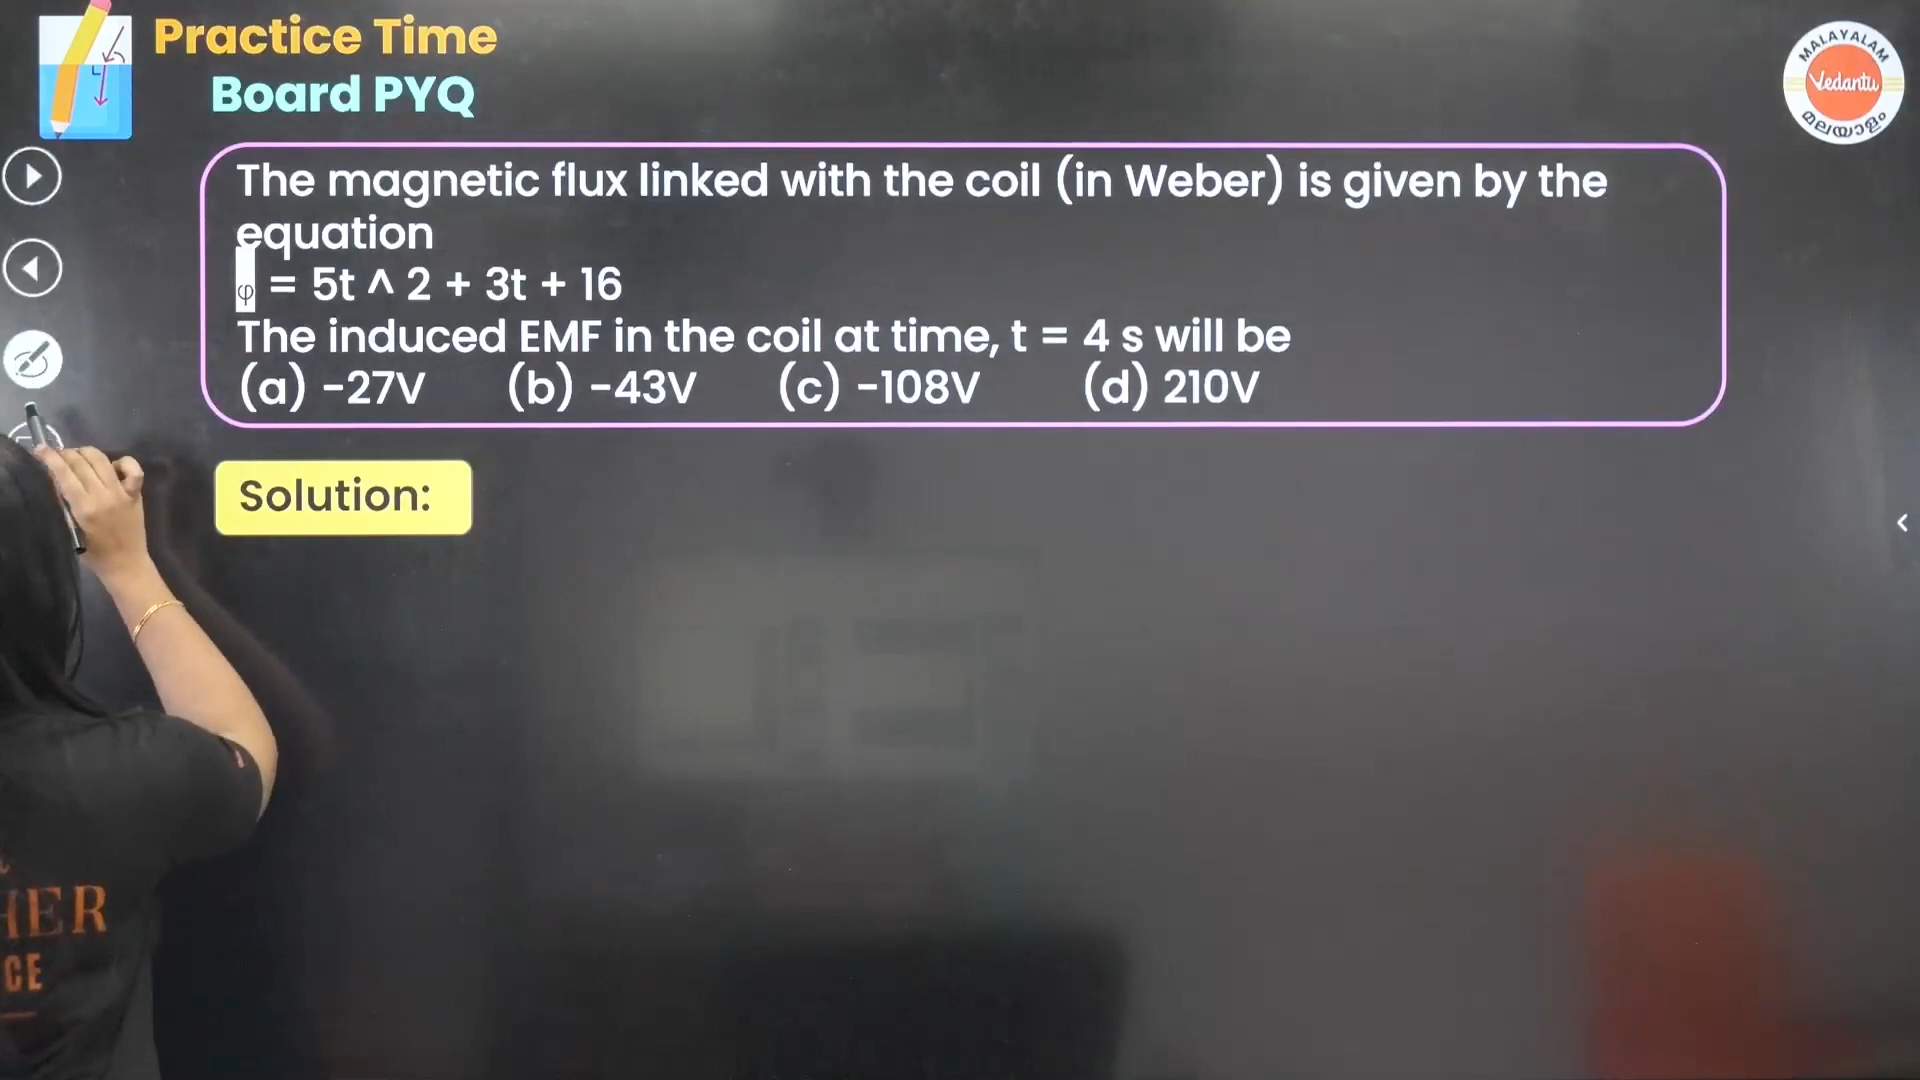 Practice Time
Board PYQ
MALAYALAM
Vedantu
മലയാളം
The magnetic flux linked with the coil (in Weber) is given by the
equation
φ = 5t ^ 2 + 3t + 16
The induced EMF in the coil at time, t = 4 s will be
(a) -27V (b) -43V (c) -108V (d) 210V
Solution:
HER
CE